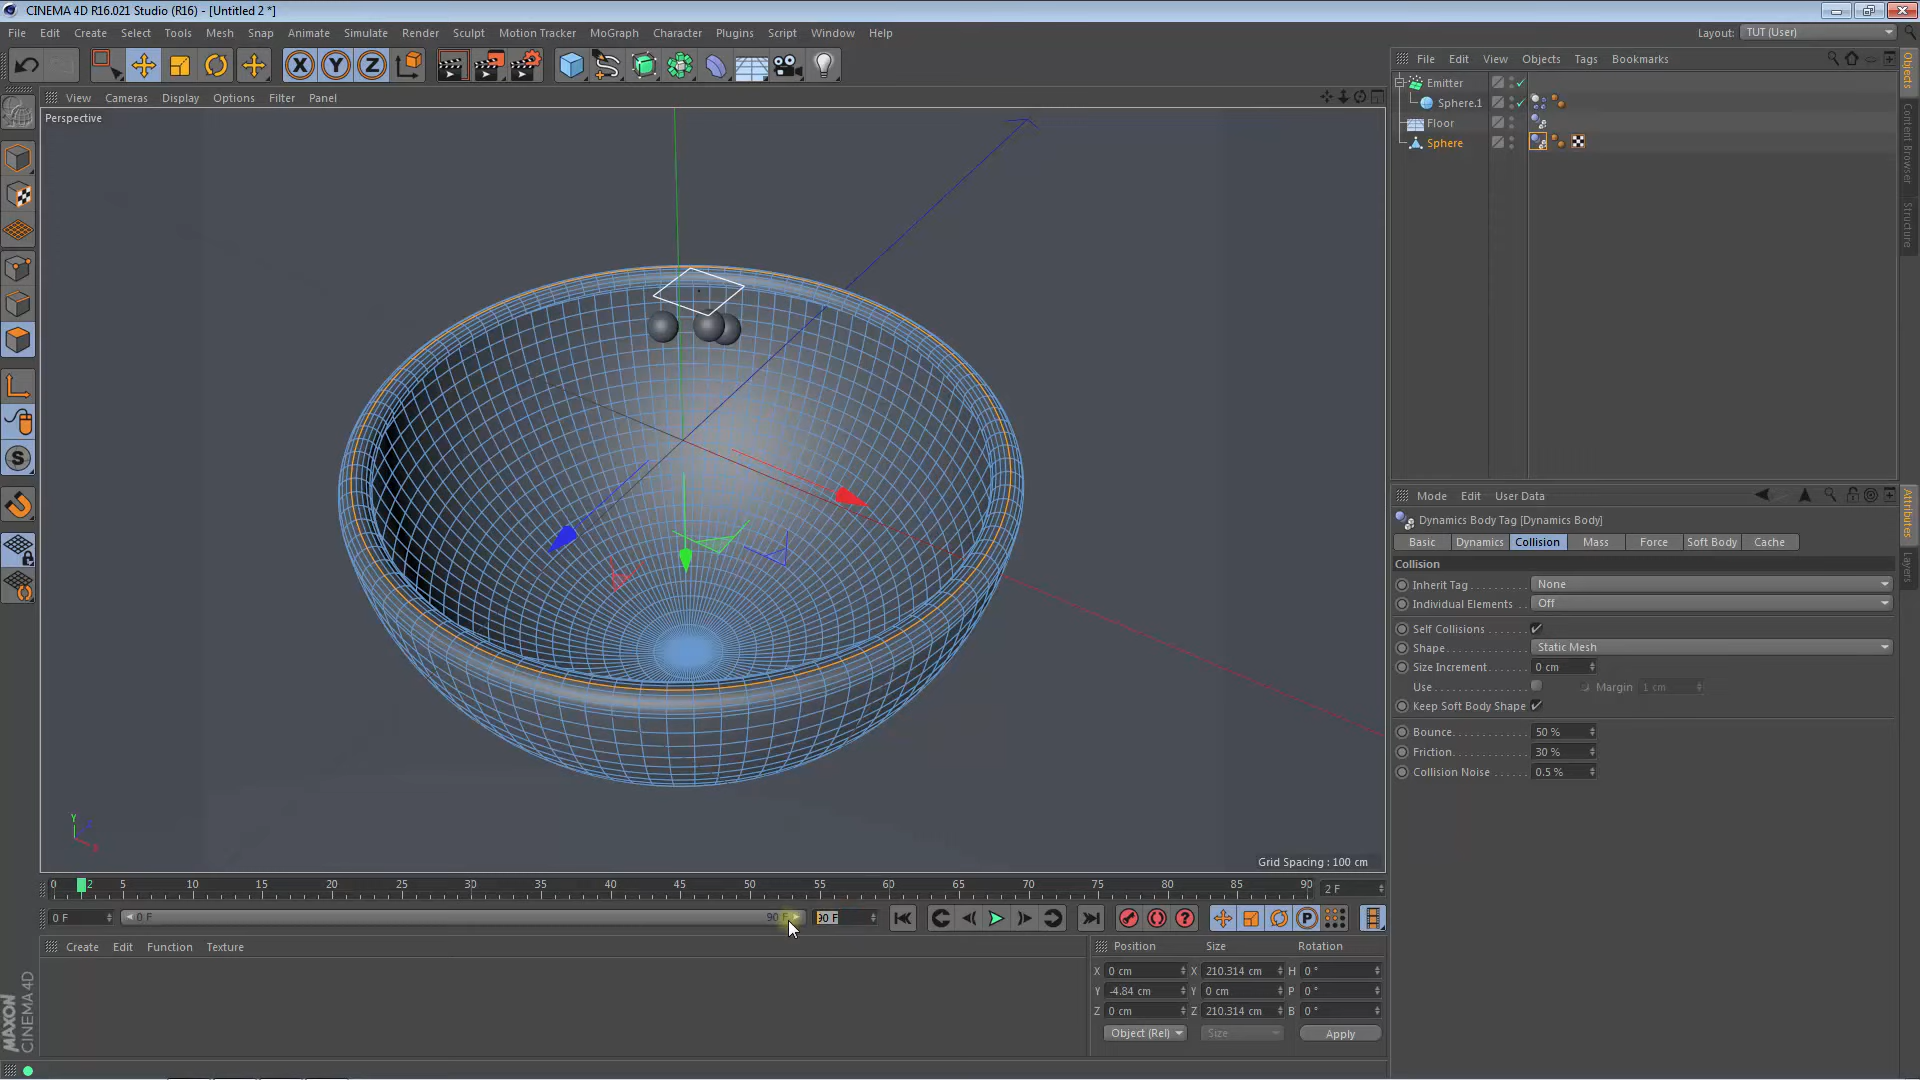 CINEMA 4D R16.021 Studio (R16) - [Untitled 2 *]
File Edit Create Select Tools Mesh Snap Animate Simulate Render Sculpt Motion Tracker MoGraph Character Plugins Script Window Help
Layout: TUT (User)
X Y Z
File Edit View Objects Tags Bookmarks
View Cameras Display Options Filter Panel
Perspective
Emitter
Sphere.1
Floor
Sphere
Objects
Content Browser
Structure
Mode Edit User Data
Dynamics Body Tag [Dynamics Body]
Basic Dynamics Collision Mass Force Soft Body Cache
Collision
Inherit Tag None
Individual Elements . . Off
Self Collisions . . . . . . .
Shape. . . . . . . . . . . . . . Static Mesh
Size Increment. . . . . . 0 cm
Use . . . . . . . . . . . . . . . Margin 1 cm
Keep Soft Body Shape
Bounce. . . . . . . . . . . . 50 %
Friction. . . . . . . . . . . . 30 %
Collision Noise . . . . . . 0.5 %
Attributes
Layers
S
Y
Grid Spacing : 100 cm
0 2 5 10 15 20 25 30 35 40 45 50 55 60 65 70 75 80 85 90 2 F
0 F 0 F 90 F 90 F P
Create Edit Function Texture
Position Size Rotation
X 0 cm X 210.314 cm H 0 °
Y -4.84 cm Y 0 cm P 0 °
Z 0 cm Z 210.314 cm B 0 °
Object (Rel) Size Apply
MAXON
CINEMA 4D